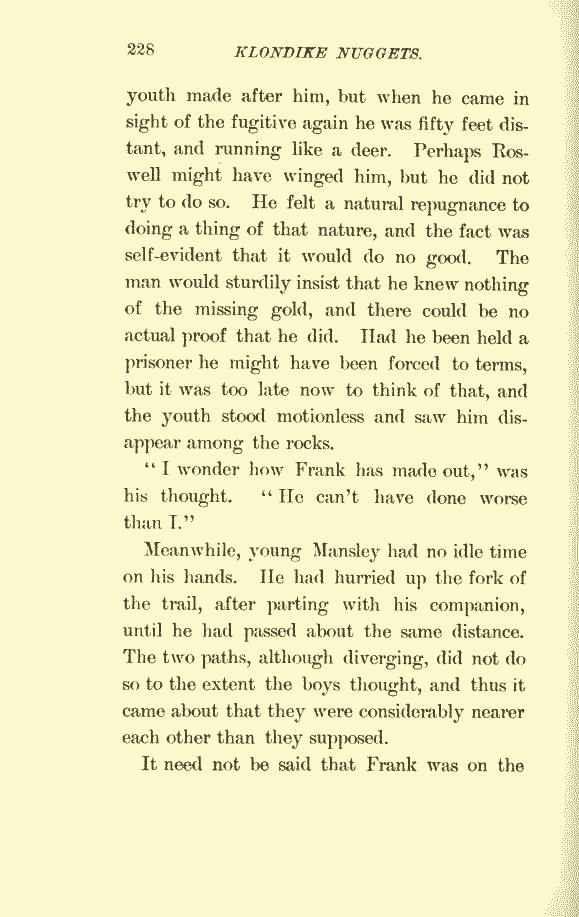 228 KLONDIKE NUGGETS.
youth made after him, but when he came in
sight of the fugitive again he was fifty feet dis-
tant, and running like a deer. Perhaps Ros-
well might have winged him, but he did not
try to do so. He felt a natural repugnance to
doing a thing of that nature, and the fact was
self-evident that it would do no good. The
man would sturdily insist that he knew nothing
of the missing gold, and there could be no
actual proof that he did. Had he been held a
prisoner he might have been forced to terms,
but it was too late now to think of that, and
the youth stood motionless and saw him dis-
appear among the rocks.
“ I wonder how Frank has made out,” was
his thought. “ He can’t have done worse
than I.”
Meanwhile, young Mansley had no idle time
on his hands. He had hurried up the fork of
the trail, after parting with his companion,
until he had passed about the same distance.
The two paths, although diverging, did not do
so to the extent the boys thought, and thus it
came about that they were considerably nearer
each other than they supposed.
It need not be said that Frank was on the